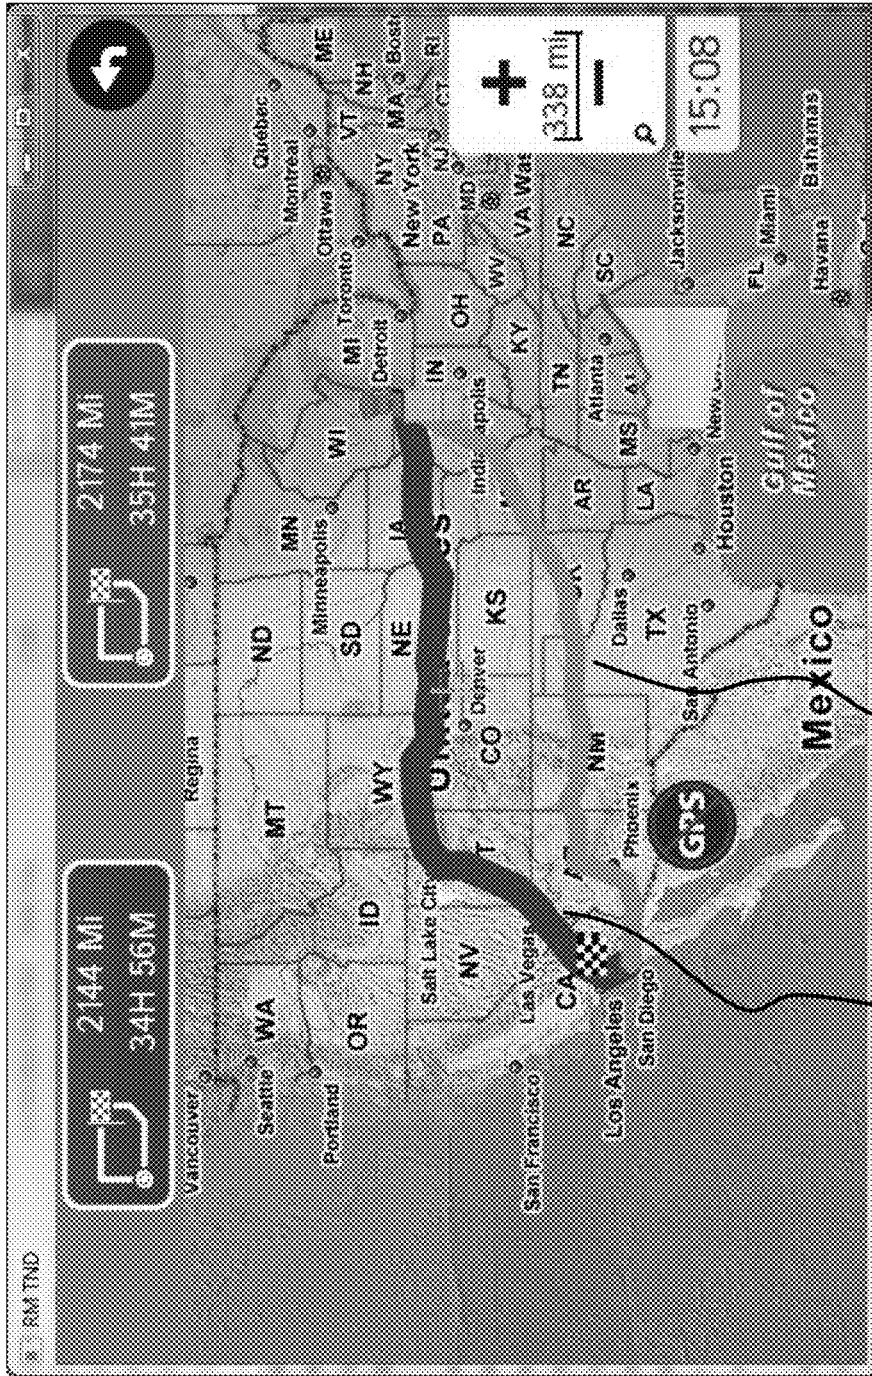 RM TND
2144 Mi
34H 56M
2174 Mi
35H 41M
Vancouver
Seattle
WA
Portland
OR
ID
MT
Regina
ND
MN
Minneapolis
SD
WI
MI
Toronto
Detroit
Ottawa
Montreal
Québec
ME
VT
NH
MA
Bost
RI
CT
NY
New York
NJ
PA
MD
OH
IN
WV
VA
Was
WY
NE
IA
US
Salt Lake Cit
NV
Denver
CO
KS
KY
San Francisco
Las Vegas
CA
Los Angeles
San Diego
Phoenix
NM
TN
NC
SC
AR
Atlanta
MS
LA
Dallas
TX
San Antonio
Houston
Jacksonville
FL
Miami
Havana
Bahamas
Gulf of
Mexico
Mexico
GPS
338 mi
15:08